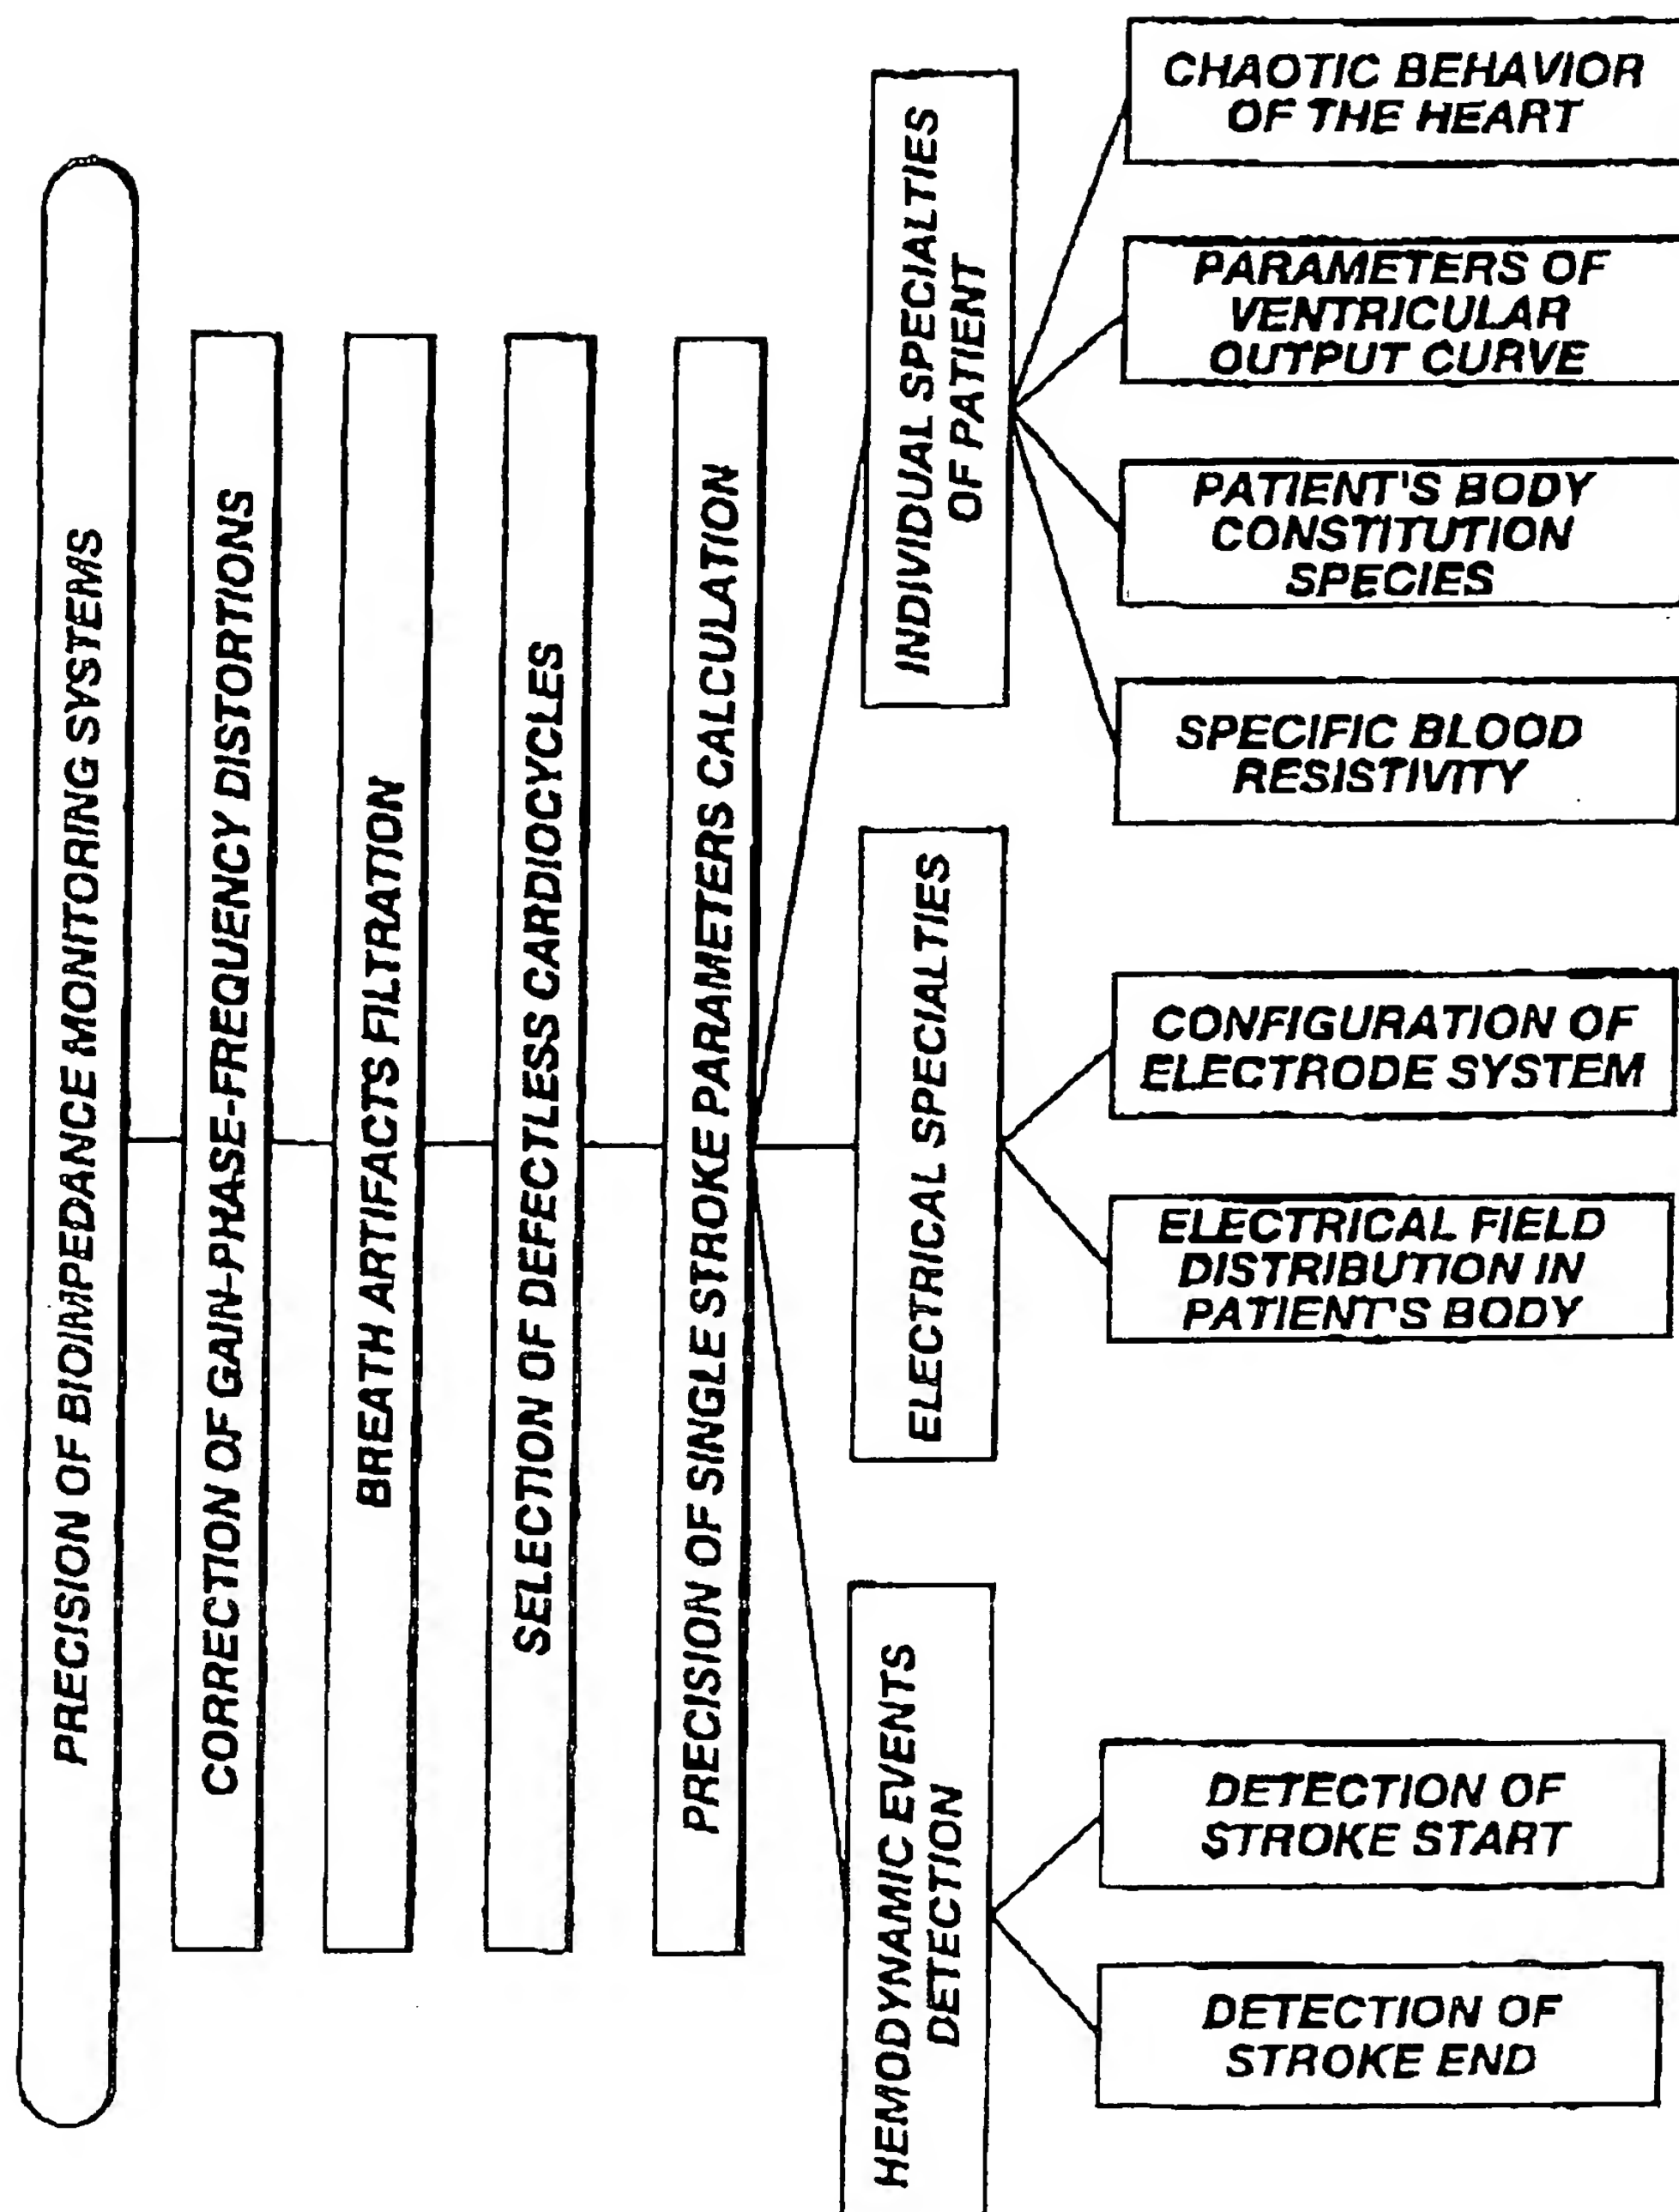 PRECISION OF BIOIMPEDANCE MONITORING SYSTEMS
CORRECTION OF GAIN-PHASE-FREQUENCY DISTORTIONS
BREATH ARTIFACTS FILTRATION
SELECTION OF DEFECTLESS CARDIOCYCLES
PRECISION OF SINGLE STROKE PARAMETERS CALCULATION
INDIVIDUAL SPECIALTIES
OF PATIENT
CHAOTIC BEHAVIOR
OF THE HEART
PARAMETERS OF
VENTRICULAR
OUTPUT CURVE
PATIENT'S BODY
CONSTITUTION
SPECIES
SPECIFIC BLOOD
RESISTIVITY
ELECTRICAL SPECIALTIES
CONFIGURATION OF
ELECTRODE SYSTEM
ELECTRICAL FIELD
DISTRIBUTION IN
PATIENT'S BODY
HEMODYNAMIC EVENTS
DETECTION
DETECTION OF
STROKE START
DETECTION OF
STROKE END